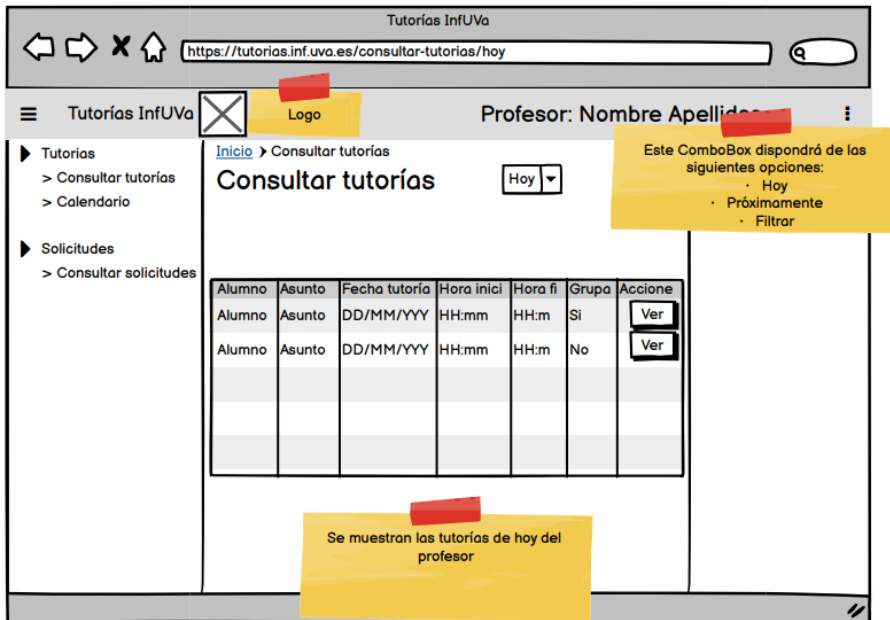 Tutorías InfUVa
https://tutorias.inf.uva.es/consultar-tutorias/hoy
Tutorías InfUVa
Logo
Profesor: Nombre Apellidos
Tutorias
> Consultar tutorías
> Calendario
Solicitudes
> Consultar solicitudes
Inicio > Consultar tutorías
Consultar tutorías
Hoy
Este ComboBox dispondrá de las
siguientes opciones:
· Hoy
· Próximamente
· Filtrar
Alumno Asunto Fecha tutoría Hora inici Hora fi Grupa Accione
Alumno Asunto DD/MM/YYY HH:mm HH:m Si Ver
Alumno Asunto DD/MM/YYY HH:mm HH:m No Ver
Se muestran las tutorías de hoy del
profesor